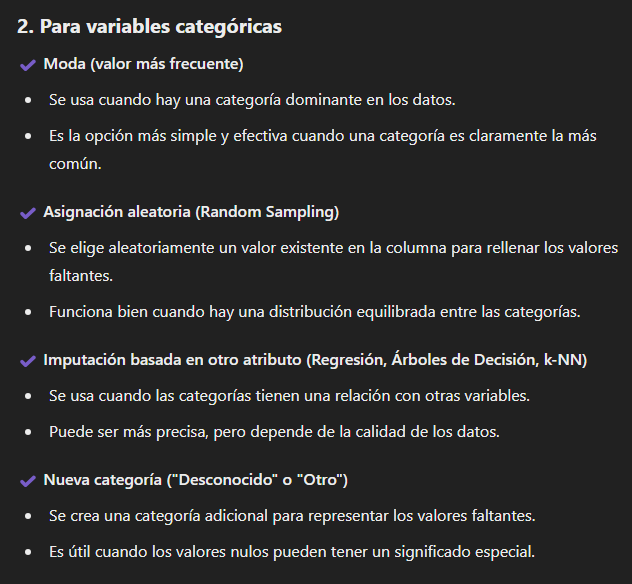 2. Para variables categóricas
✔ Moda (valor más frecuente)
• Se usa cuando hay una categoría dominante en los datos.
• Es la opción más simple y efectiva cuando una categoría es claramente la más
común.
✔ Asignación aleatoria (Random Sampling)
• Se elige aleatoriamente un valor existente en la columna para rellenar los valores
faltantes.
• Funciona bien cuando hay una distribución equilibrada entre las categorías.
✔ Imputación basada en otro atributo (Regresión, Árboles de Decisión, k-NN)
• Se usa cuando las categorías tienen una relación con otras variables.
• Puede ser más precisa, pero depende de la calidad de los datos.
✔ Nueva categoría ("Desconocido" o "Otro")
• Se crea una categoría adicional para representar los valores faltantes.
• Es útil cuando los valores nulos pueden tener un significado especial.